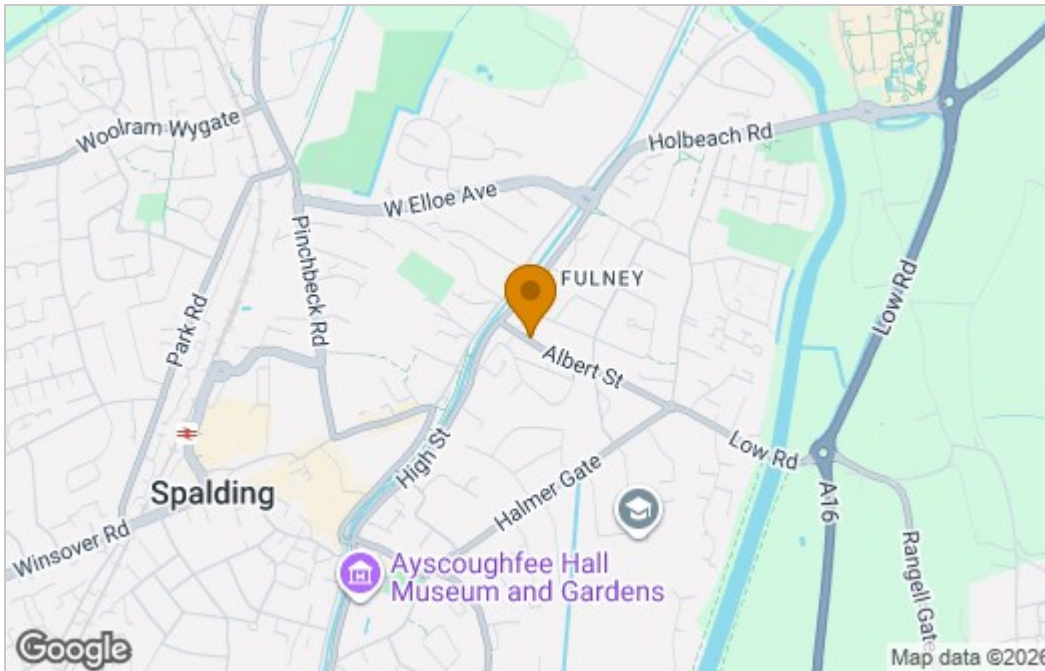 Woolram Wygate
Holbeach Rd
W Elloe Ave
Pinchbeck Rd
FULNEY
Low Rd
Park Rd
Albert St
High St
Low Rd
Halmer Gate
Spalding
A16
Winsover Rd
Rangell Gate
Ayscoughfee Hall
Museum and Gardens
Google
Map data ©2026